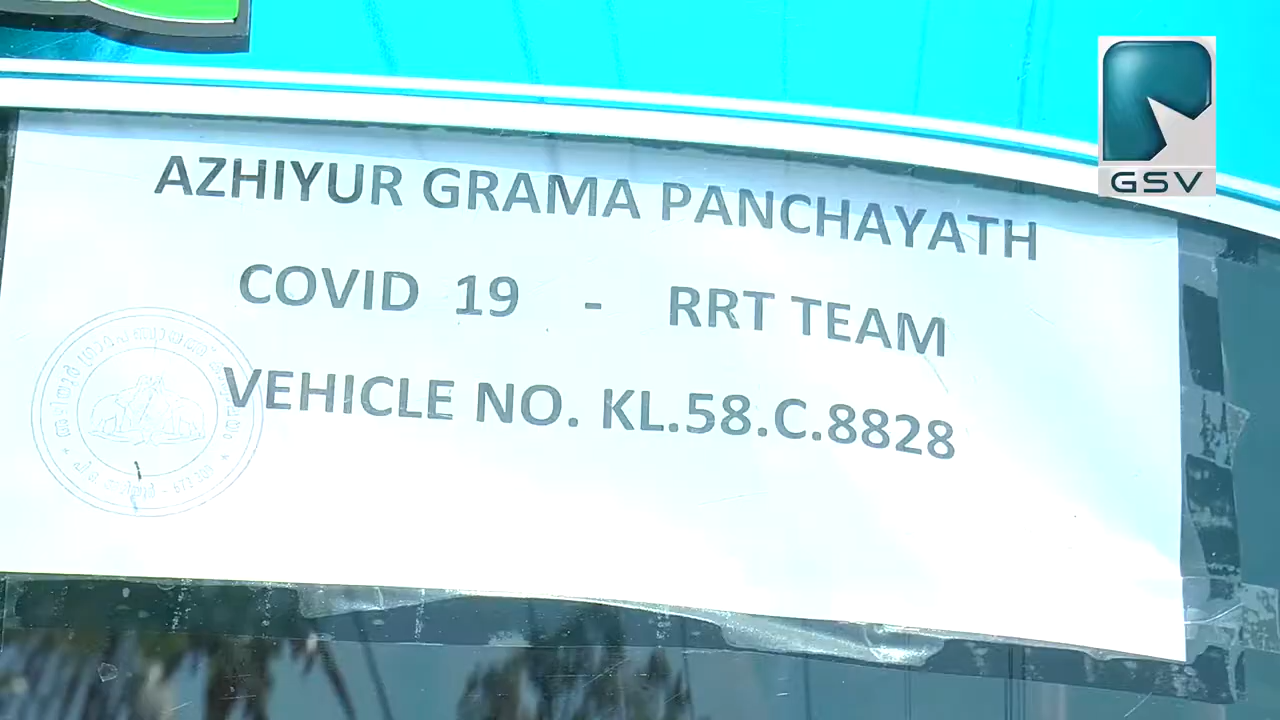 AZHIYUR GRAMA PANCHAYATH
COVID 19 - RRT TEAM
VEHICLE NO. KL.58.C.8828
GSV